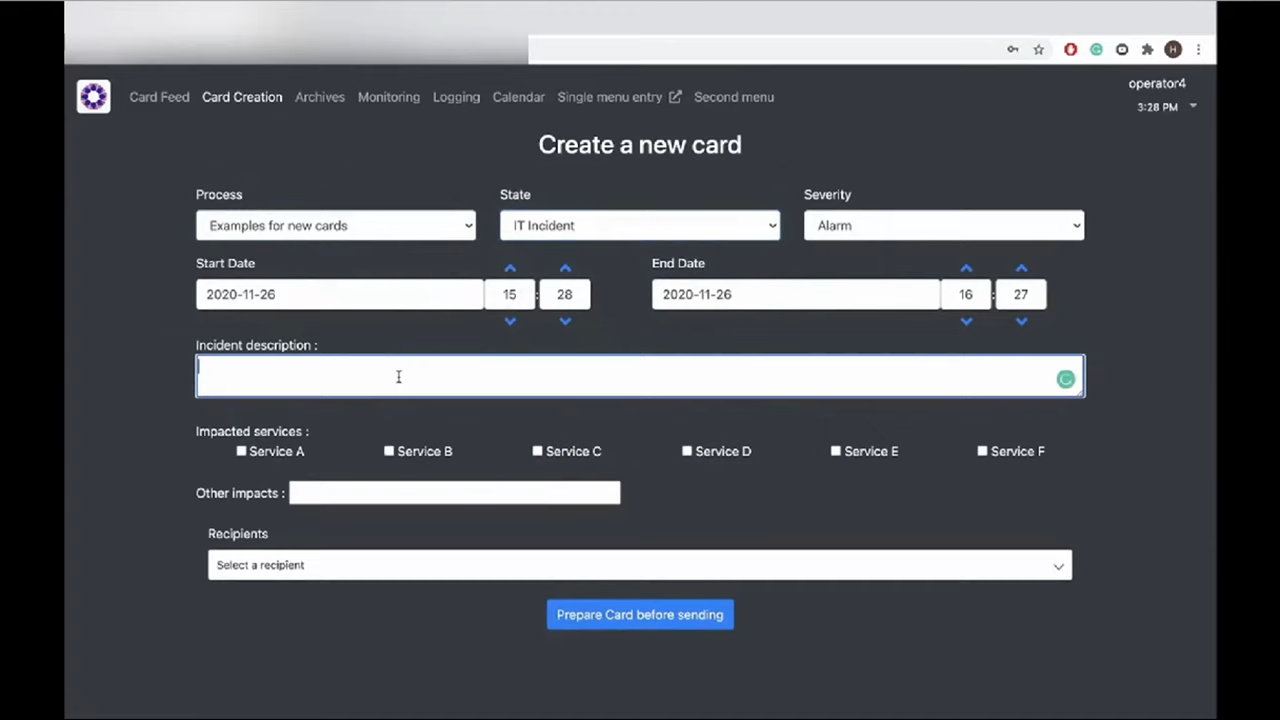 H
operator4
3:28 PM
Card Feed Card Creation Archives Monitoring Logging Calendar Single menu entry Second menu
Create a new card
Process State Severity
Examples for new cards IT Incident Alarm
Start Date End Date
2020-11-26 15 : 28 2020-11-26 16 : 27
Incident description :
Impacted services :
Service A Service B Service C Service D Service E Service F
Other impacts :
Recipients
Select a recipient
Prepare Card before sending